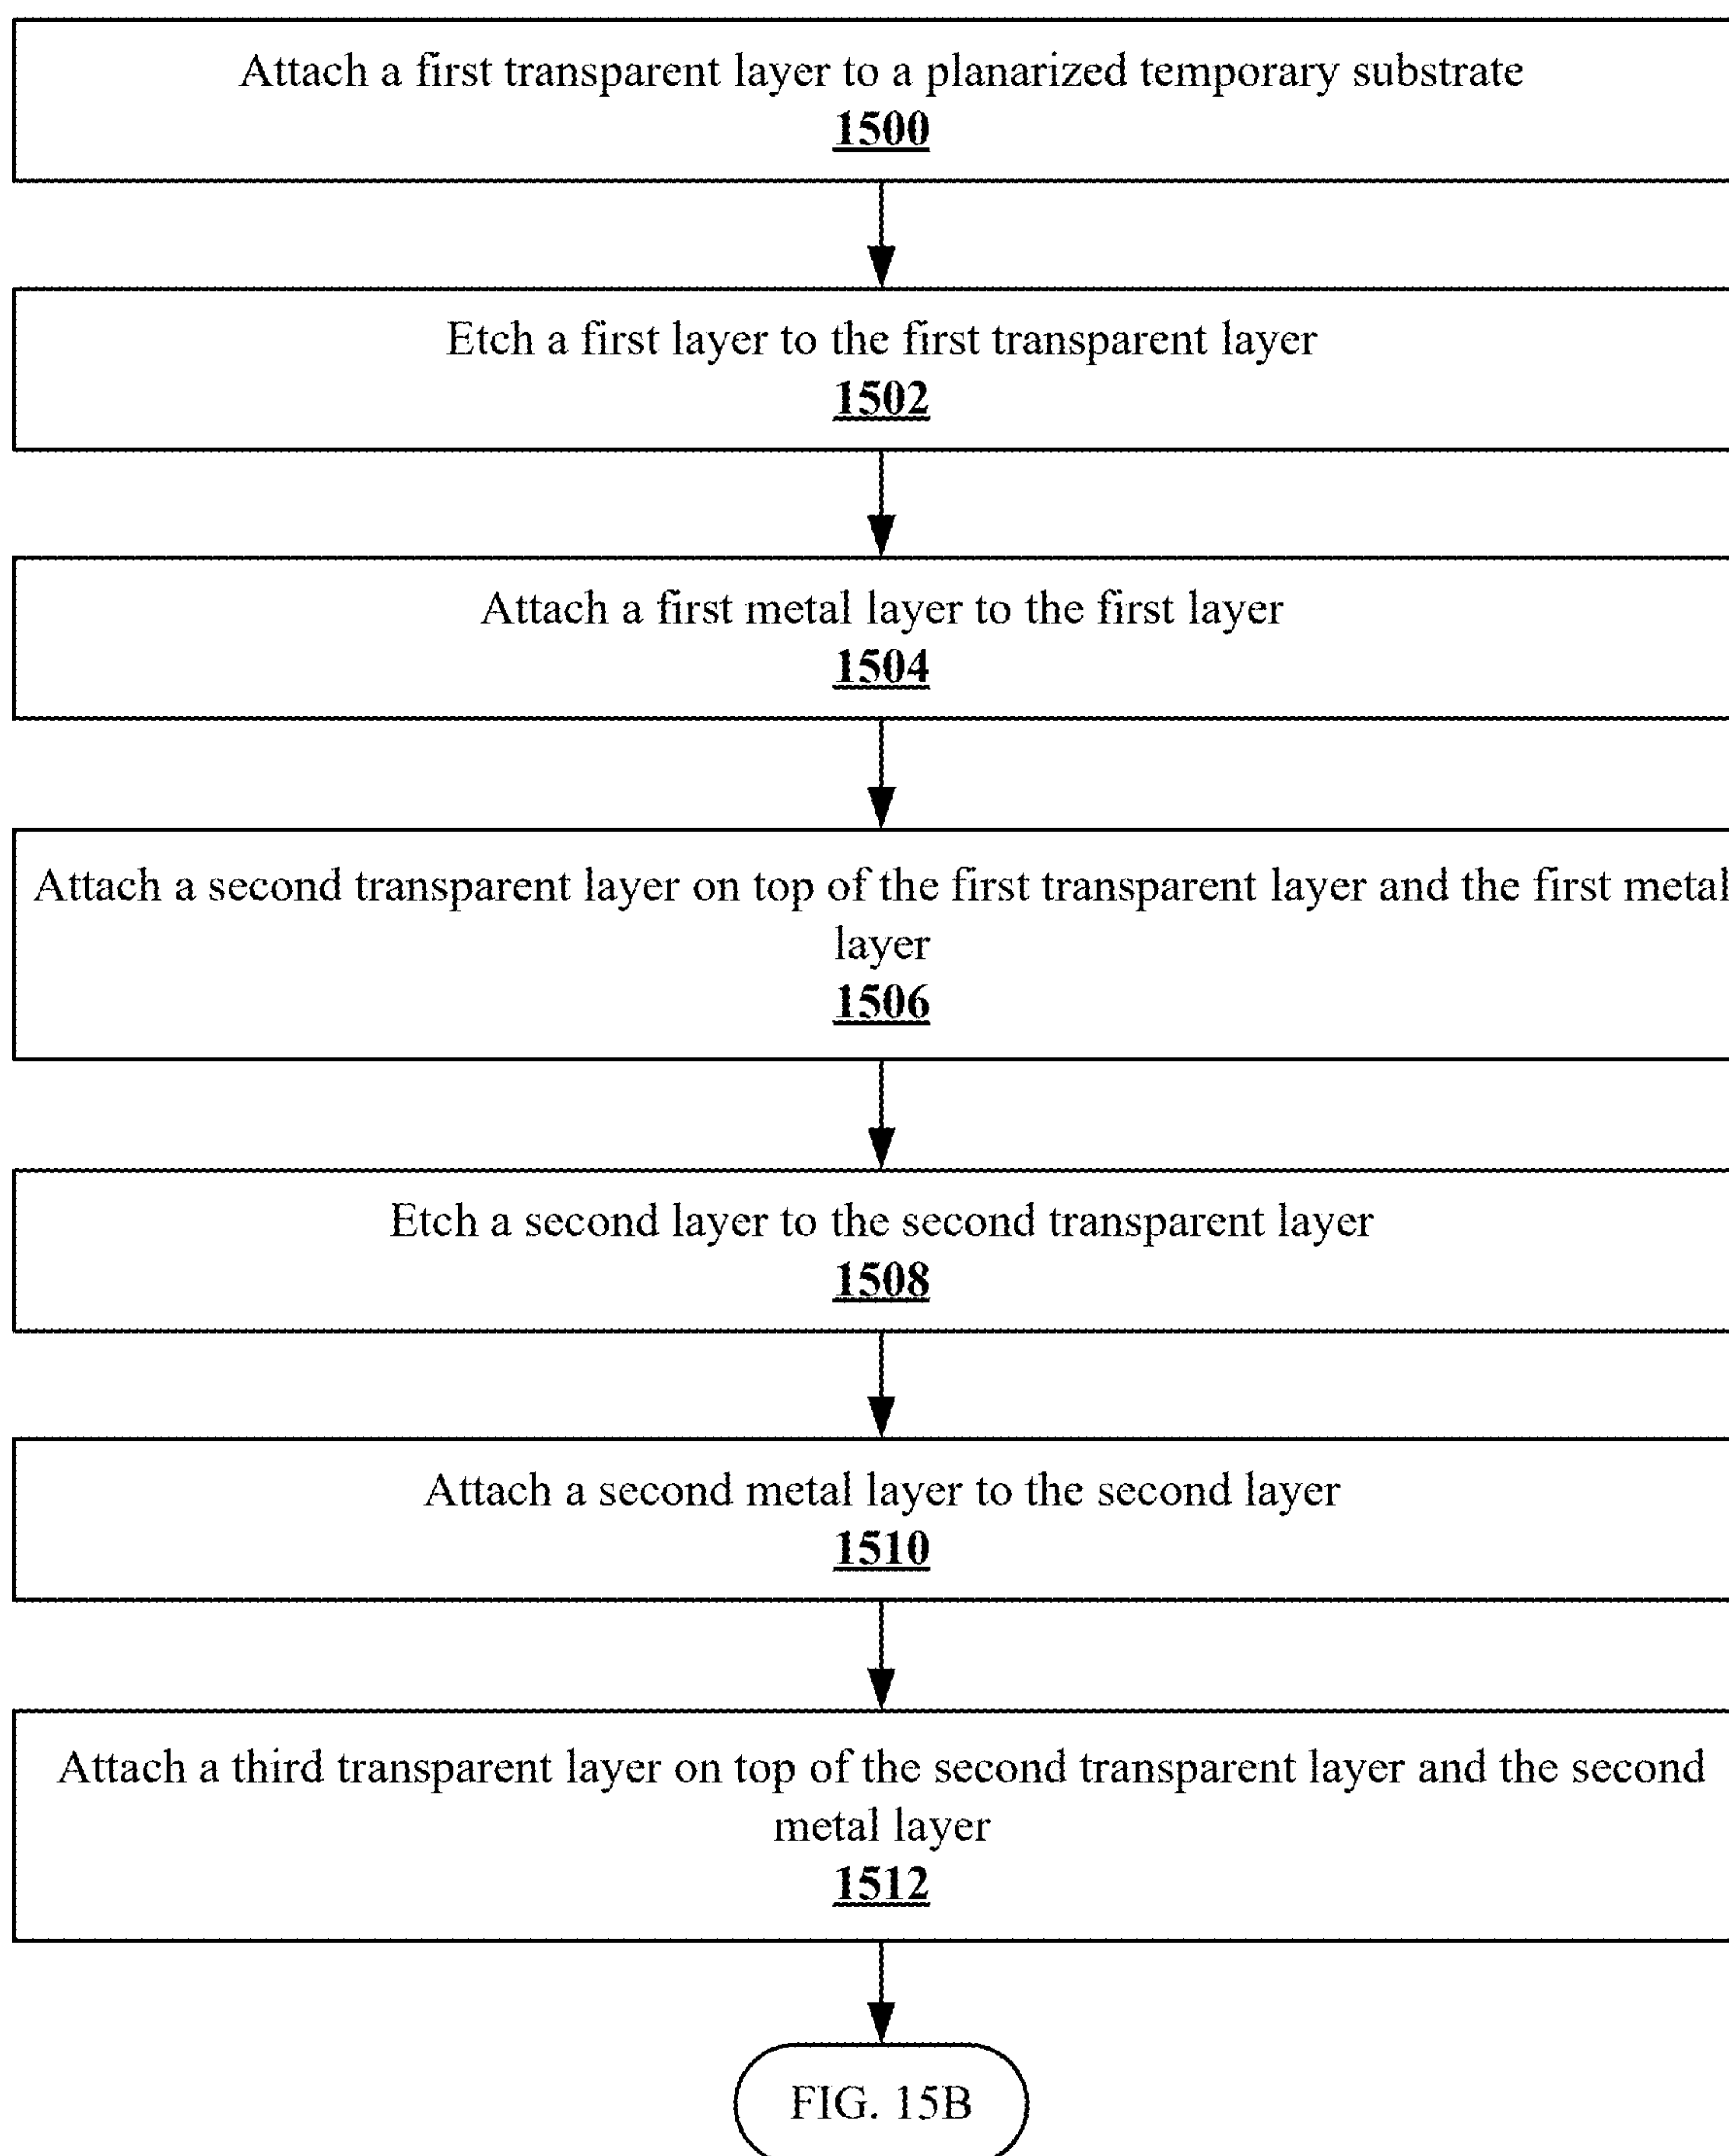 Attach a first transparent layer to a planarized temporary substrate
1500
Etch a first layer to the first transparent layer
1502
Attach a first metal layer to the first layer
1504
Attach a second transparent layer on top of the first transparent layer and the first metal
layer
1506
Etch a second layer to the second transparent layer
1508
Attach a second metal layer to the second layer
1510
Attach a third transparent layer on top of the second transparent layer and the second
metal layer
1512
FIG. 15B